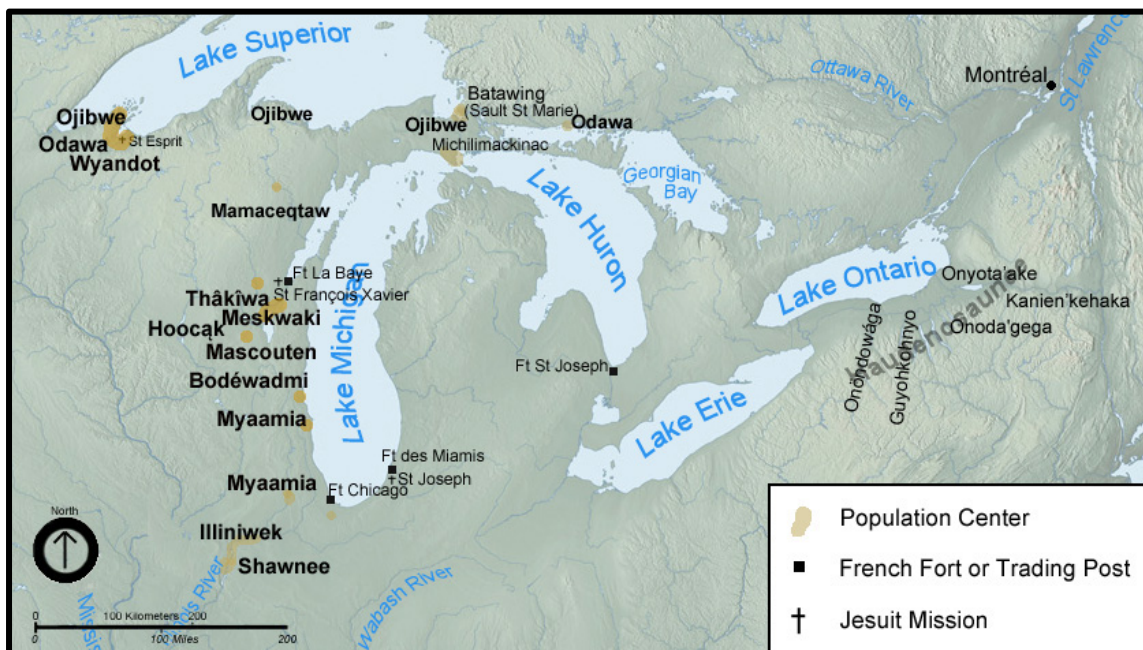 Lake Superior
Ottawa River
Montréal
St Lawrence
Ojibwe
Odawa
St Esprit
Wyandot
Ojibwe
Batawing
(Sault St Marie)
Ojibwe
Odawa
Michilimackinac
Georgian
Bay
Mamaceqtaw
Lake Huron
Ft La Baye
St François Xavier
Thâkîwa
Meskwaki
Hoocąk
Mascouten
Bodéwadmi
Myaamia
Lake Michigan
Lake Ontario
Onyota'ake
Kanien'kehaka
Onoda'gega
Haudenosaunee
Onöndowága
Guyohkohnyo
Ft St Joseph
Lake Erie
Ft des Miamis
St Joseph
Ft Chicago
Myaamia
Illiniwek
Shawnee
Illinois River
Wabash River
North
0 100 Kilometers 200
0 100 Miles 200
Population Center
French Fort or Trading Post
Jesuit Mission